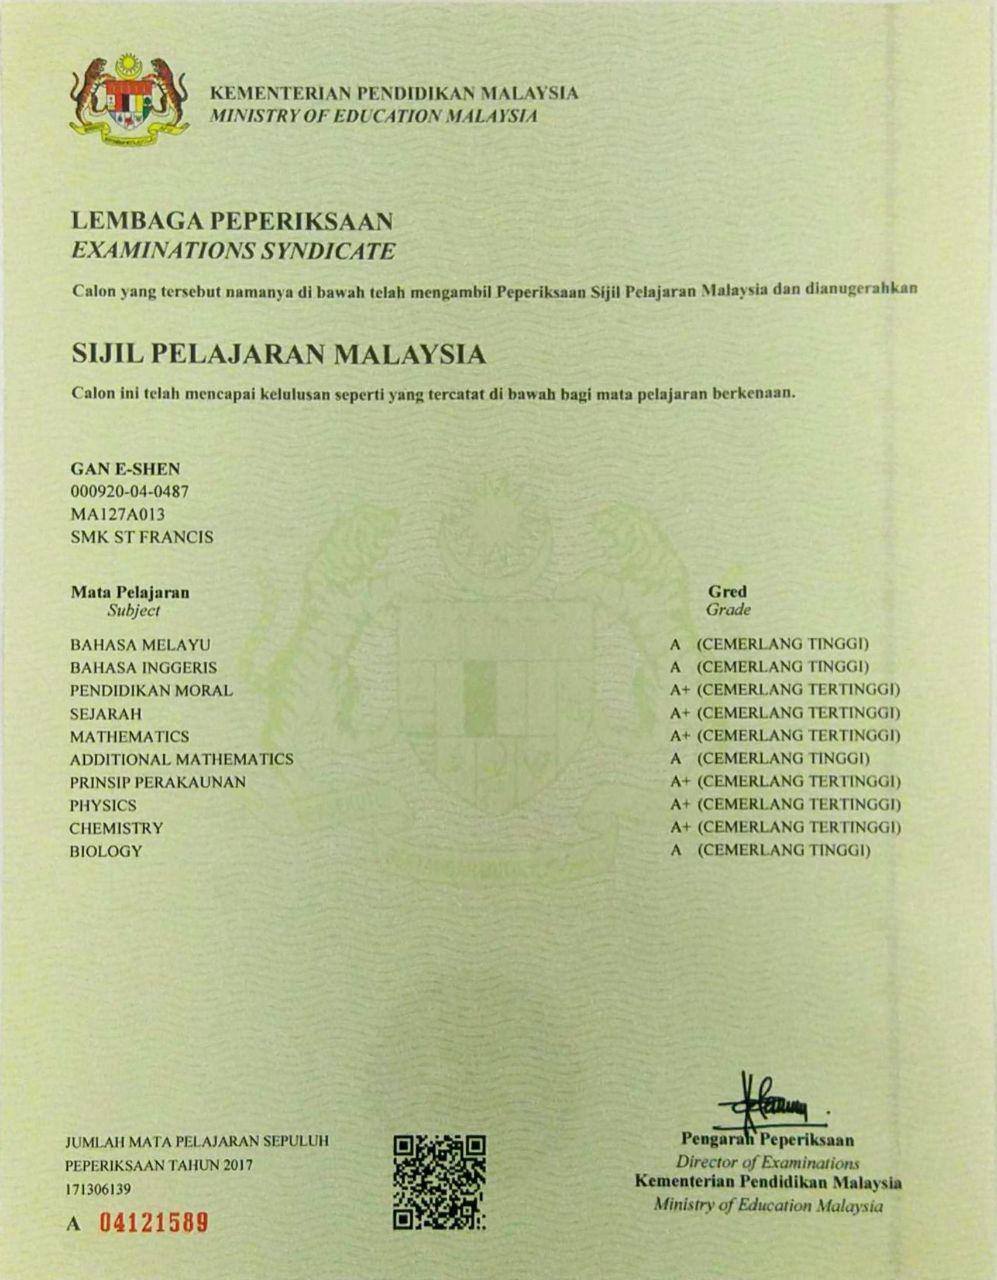 KEMENTERIAN PENDIDIKAN MALAYSIA
MINISTRY OF EDUCATION MALAYSIA
LEMBAGA PEPERIKSAAN
EXAMINATIONS SYNDICATE
Calon yang tersebut namanya di bawah telah mengambil Peperiksaan Sijil Pelajaran Malaysia dan dianugerahkan
SIJIL PELAJARAN MALAYSIA
Calon ini telah mencapai kelulusan seperti yang tercatat di bawah bagi mata pelajaran berkenaan.
GAN E-SHEN
000920-04-0487
MA127A013
SMK ST FRANCIS
Mata Pelajaran Gred
Subject Grade
BAHASA MELAYU A (CEMERLANG TINGGI)
BAHASA INGGERIS A (CEMERLANG TINGGI)
PENDIDIKAN MORAL A+ (CEMERLANG TERTINGGI)
SEJARAH A+ (CEMERLANG TERTINGGI)
MATHEMATICS A+ (CEMERLANG TERTINGGI)
ADDITIONAL MATHEMATICS A (CEMERLANG TINGGI)
PRINSIP PERAKAUNAN A+ (CEMERLANG TERTINGGI)
PHYSICS A+ (CEMERLANG TERTINGGI)
CHEMISTRY A+ (CEMERLANG TERTINGGI)
BIOLOGY A (CEMERLANG TINGGI)
JUMLAH MATA PELAJARAN SEPULUH
PEPERIKSAAN TAHUN 2017
171306139
A 04121589
Pengarah Peperiksaan
Director of Examinations
Kementerian Pendidikan Malaysia
Ministry of Education Malaysia